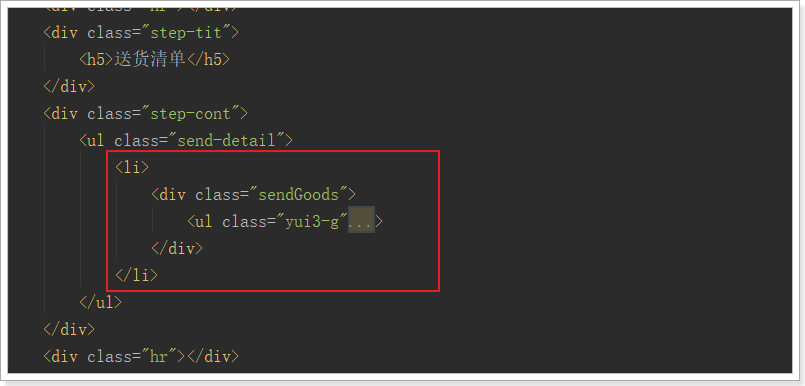 <div class="hr"></div>
<div class="step-tit">
<h5>送货清单</h5>
</div>
<div class="step-cont">
<ul class="send-detail">
<li>
<div class="sendGoods">
<ul class="yui3-g"...>
</div>
</li>
</ul>
</div>
<div class="hr"></div>